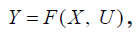 Y = F(X, U),